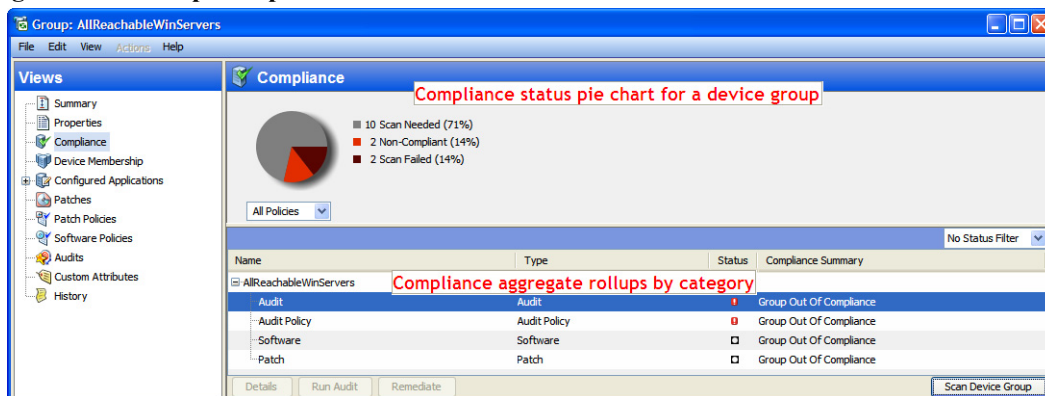 Group: AllReachableWinServers
File Edit View Actions Help
Views
Summary
Properties
Compliance
Device Membership
Configured Applications
Patches
Patch Policies
Software Policies
Audits
Custom Attributes
History
Compliance
Compliance status pie chart for a device group
10 Scan Needed (71%)
2 Non-Compliant (14%)
2 Scan Failed (14%)
All Policies
No Status Filter
Name Type Status Compliance Summary
AllReachableWinServers
Compliance aggregate rollups by category
Audit Audit Group Out Of Compliance
Audit Policy Audit Policy Group Out Of Compliance
Software Software Group Out Of Compliance
Patch Patch Group Out Of Compliance
Details Run Audit Remediate Scan Device Group